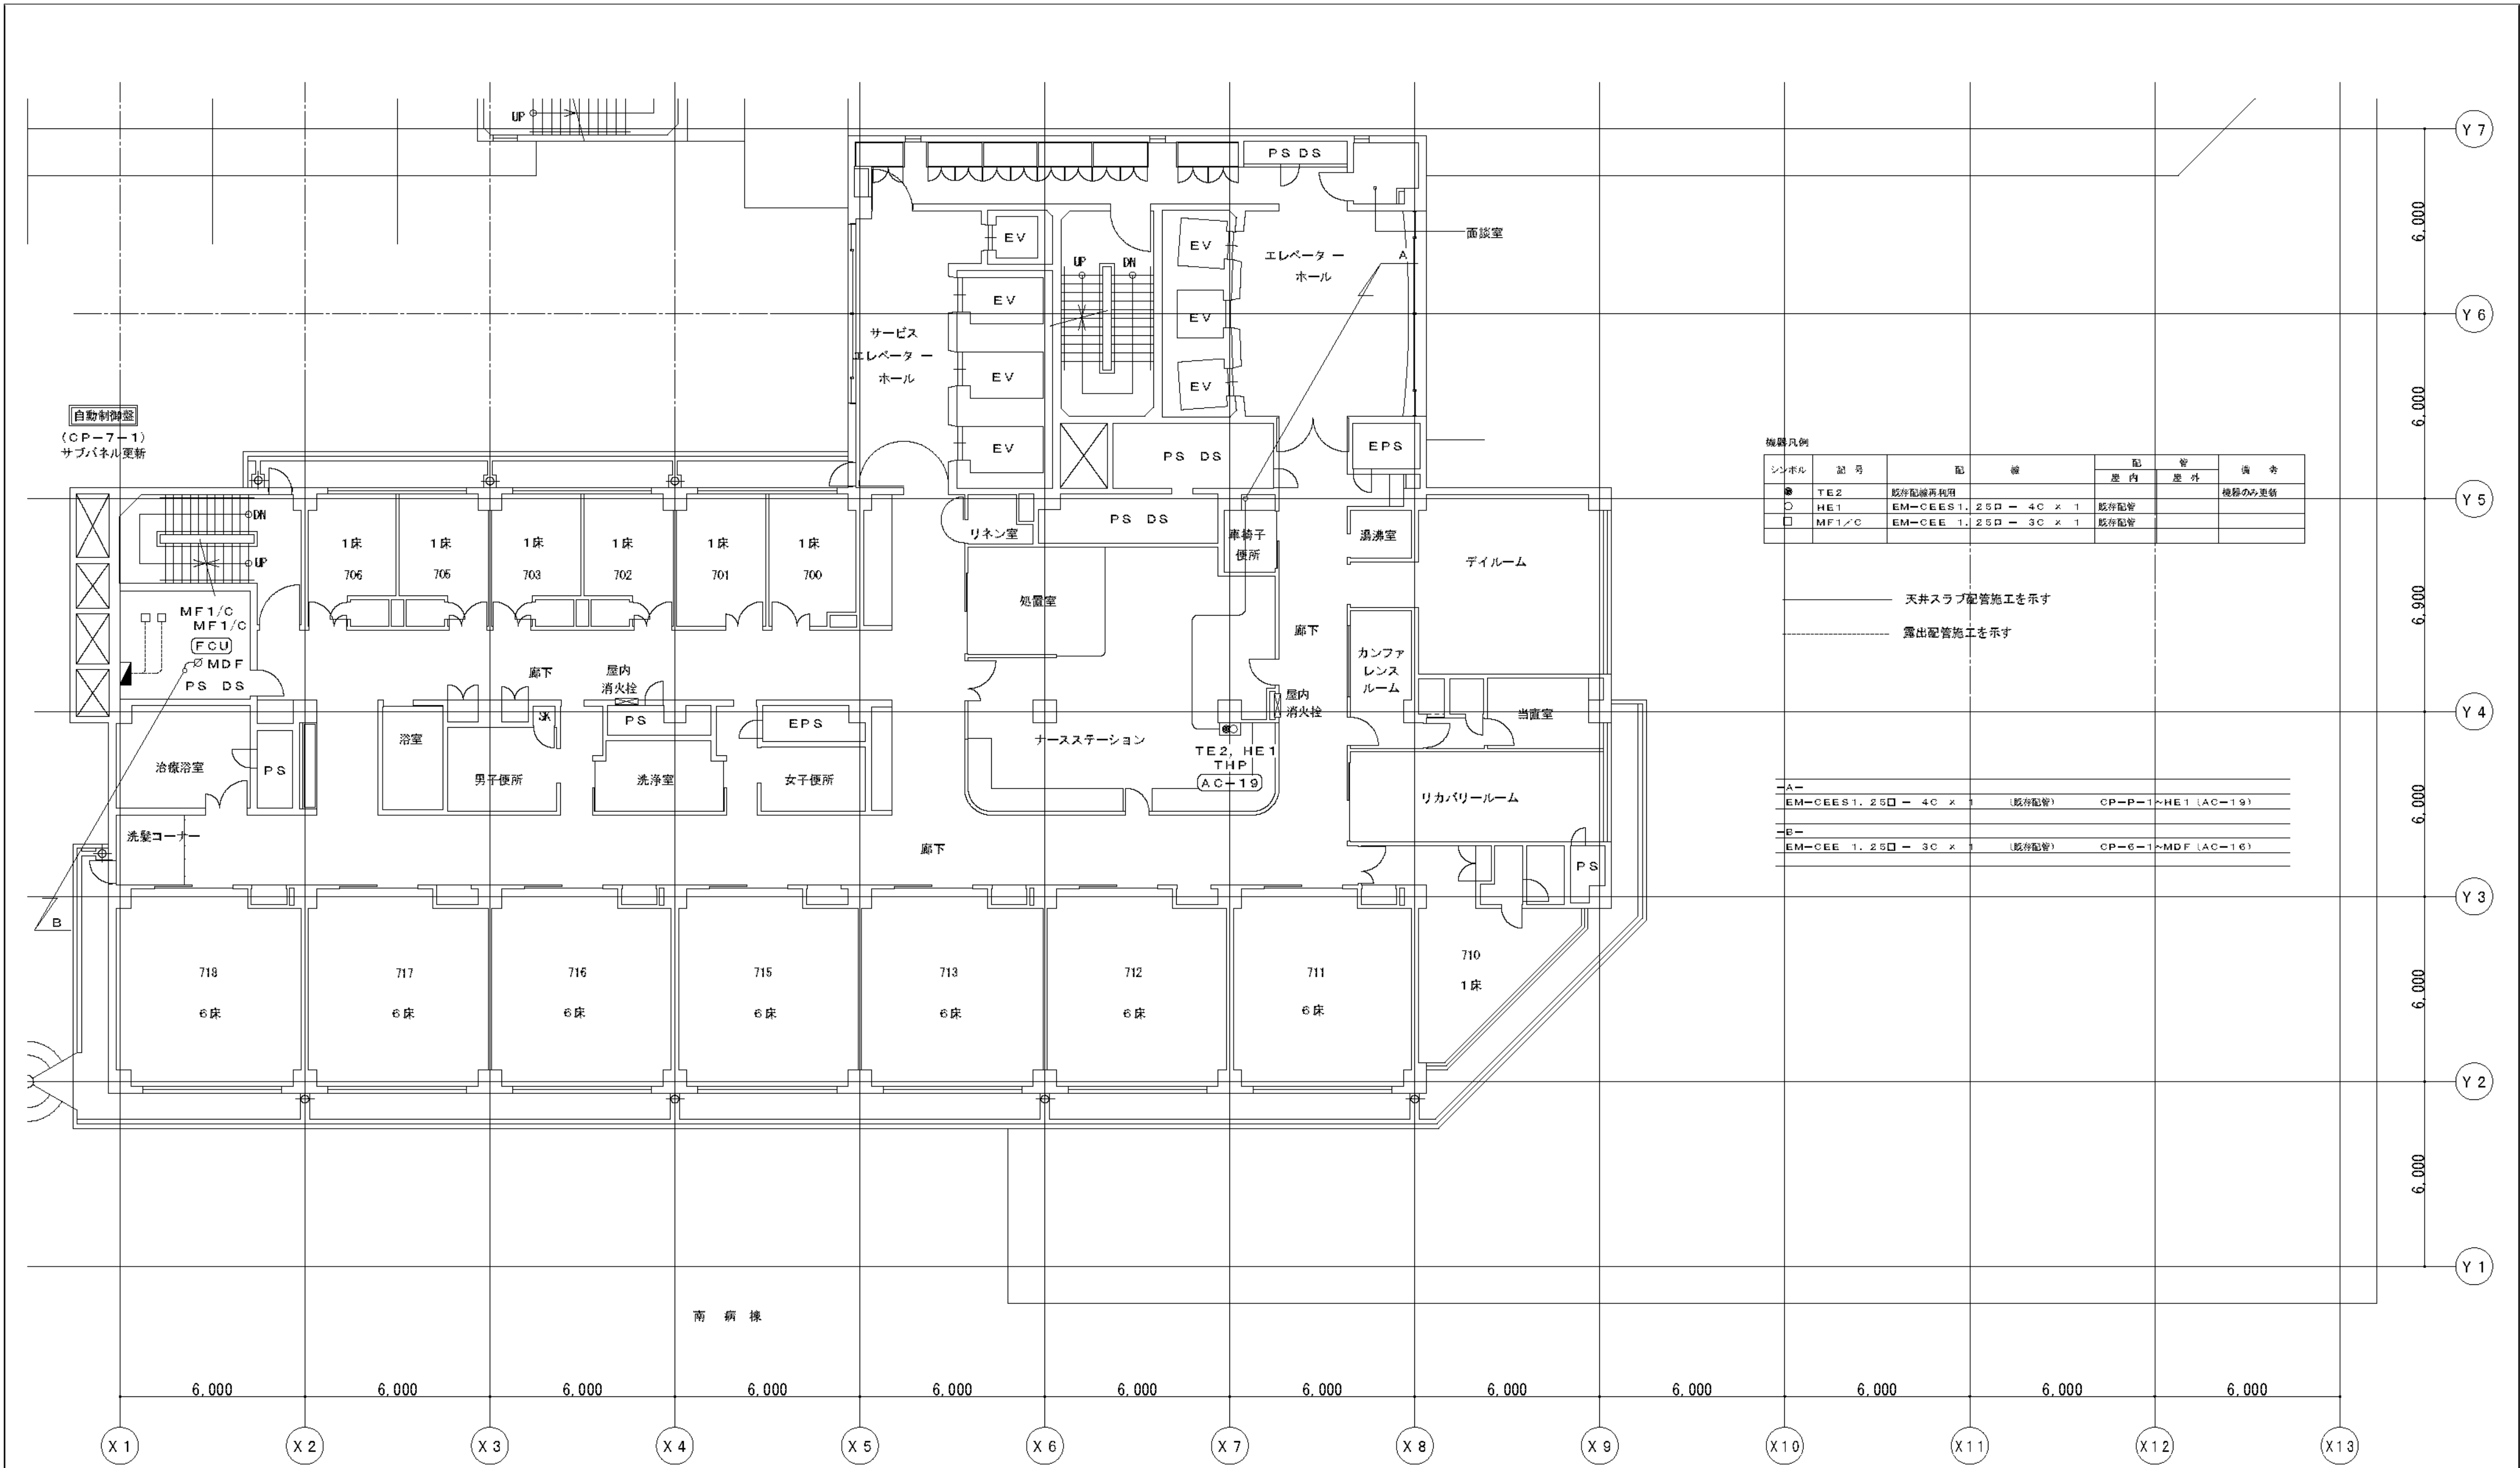 UP
Y 7
PS DS
6,000
面談室
EV
EV
UP
DN
エレベーター
ホール
A
EV
EV
Y 6
サービス
エレベーター
ホール
EV
EV
6,000
自動制御盤
(CP-7-1)
サブパネル更新
EV
PS DS
EPS
機器凡例
シンボル 記 号 配 線 配 管 備 考
屋 内 屋 外
TE2 既存配線再利用 機器のみ更新
HE1 EM-CEES1.25□ - 4C × 1 既存配管
MF1/C EM-CEE 1.25□ - 3C × 1 既存配管
Y 5
DN
UP
1床
706
1床
705
1床
703
1床
702
1床
701
1床
700
リネン室
PS DS
車椅子
便所
湯沸室
デイルーム
処置室
天井スラブ配管施工を示す
露出配管施工を示す
6,900
MF1/C
MF1/C
FCU
MDF
PS DS
廊下
屋内
消火栓
廊下
カンファ
レンス
ルーム
屋内
消火栓
SK
PS
EPS
当直室
Y 4
浴室
治療浴室
PS
男子便所
洗浄室
女子便所
ナースステーション
TE2, HE1
THP
AC-19
リカバリールーム
-A-
EM-CEES1.25□ - 4C × 1 (既存配管) CP-P-1~HE1 (AC-19)
-B-
EM-CEE 1.25□ - 3C × 1 (既存配管) CP-6-1~MDF (AC-16)
6,000
洗髪コーナー
廊下
PS
Y 3
B
718
6床
717
6床
716
6床
715
6床
713
6床
712
6床
711
6床
710
1床
6,000
Y 2
6,000
Y 1
南 病 棟
6,000 6,000 6,000 6,000 6,000 6,000 6,000 6,000 6,000 6,000 6,000 6,000
X 1 X 2 X 3 X 4 X 5 X 6 X 7 X 8 X 9 X10 X11 X12 X13